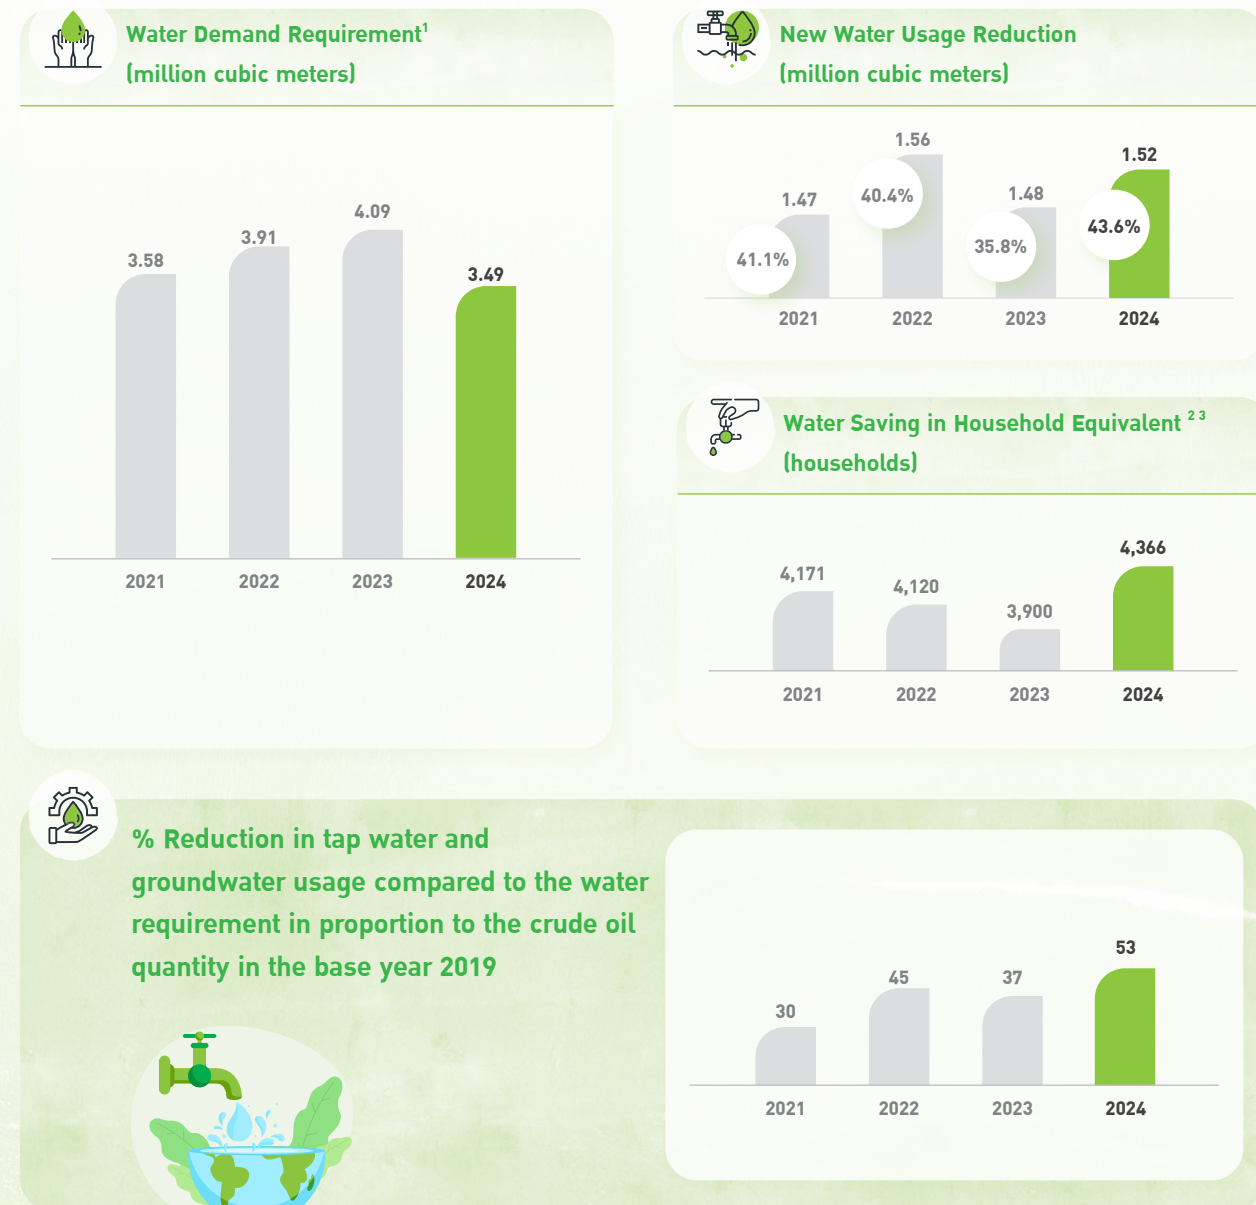 Water Demand Requirement¹
(million cubic meters)
3.58
3.91
4.09
3.49
2021 2022 2023 2024
New Water Usage Reduction
(million cubic meters)
1.47
1.56
1.48
1.52
41.1%
40.4%
35.8%
43.6%
2021 2022 2023 2024
Water Saving in Household Equivalent ² ³
(households)
4,171
4,120
3,900
4,366
2021 2022 2023 2024
% Reduction in tap water and
groundwater usage compared to the water
requirement in proportion to the crude oil
quantity in the base year 2019
30
45
37
53
2021 2022 2023 2024